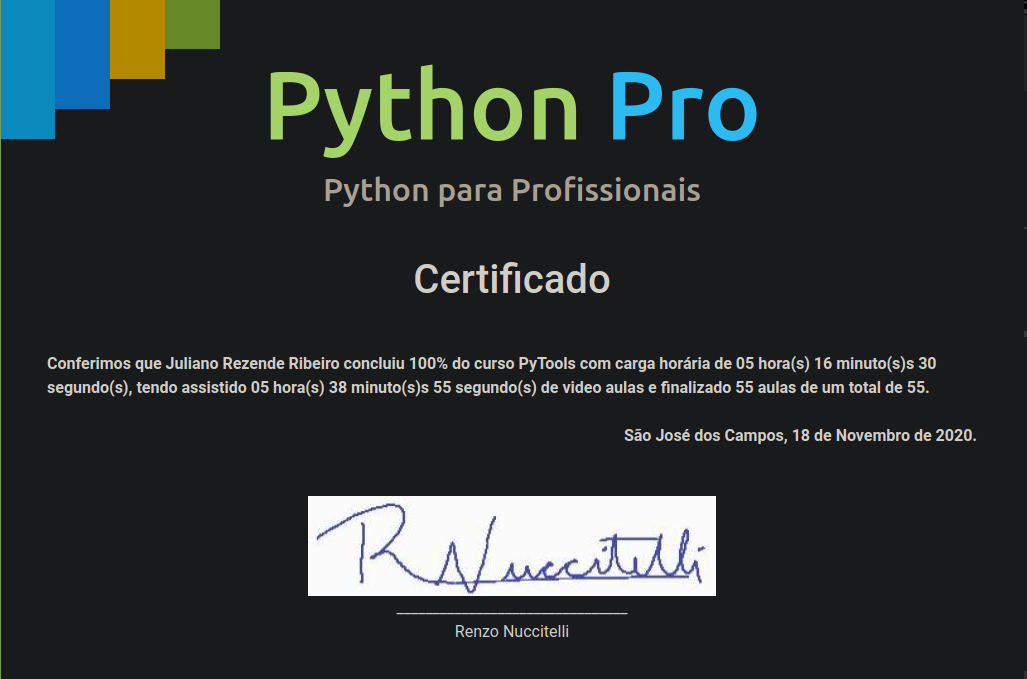 Python Pro
Python para Profissionais
Certificado
Conferimos que Juliano Rezende Ribeiro concluiu 100% do curso PyTools com carga horária de 05 hora(s) 16 minuto(s)s 30
segundo(s), tendo assistido 05 hora(s) 38 minuto(s)s 55 segundo(s) de video aulas e finalizado 55 aulas de um total de 55.
São José dos Campos, 18 de Novembro de 2020.
R Nuccitelli
Renzo Nuccitelli